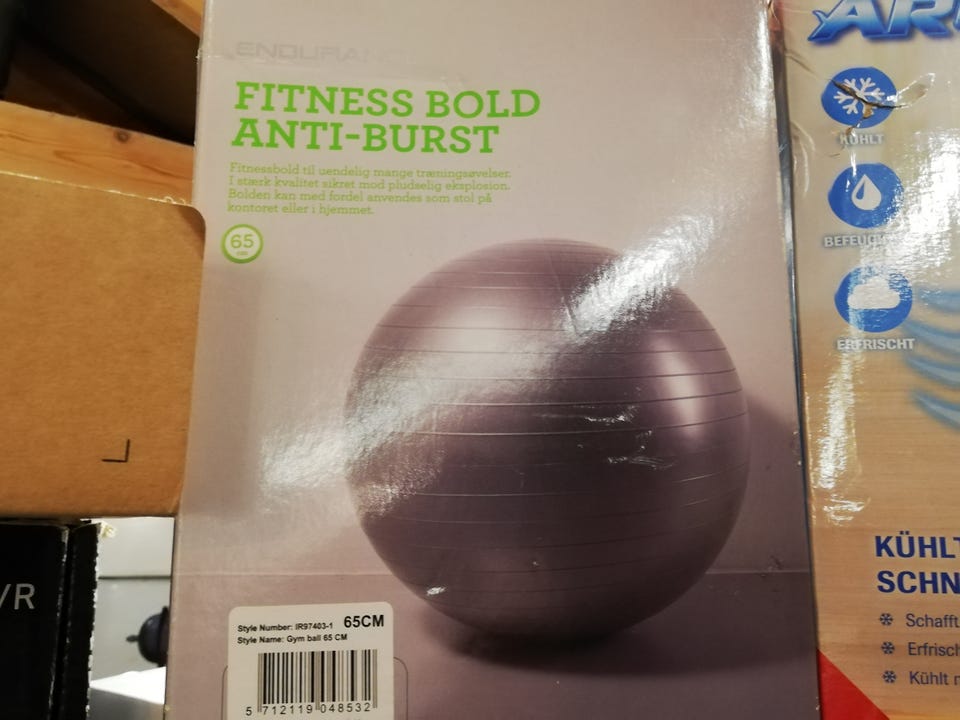 FITNESS BOLD
ANTI-BURST
Fitnessbold til uendelig mange træningsøvelser.
I stærk kvalitet sikret mod pludselig eksplosion.
Bolden kan med fordel anvendes som stol på
kontoret eller i hjemmet.
65
CM
Style Number: IR97403-1 65CM
Style Name: Gym ball 65 CM
5 712119 048532
VR
KÜHLT
ERFRISCHT
KÜHLT
SCHN
Schafft
Erfrisch
Kühlt